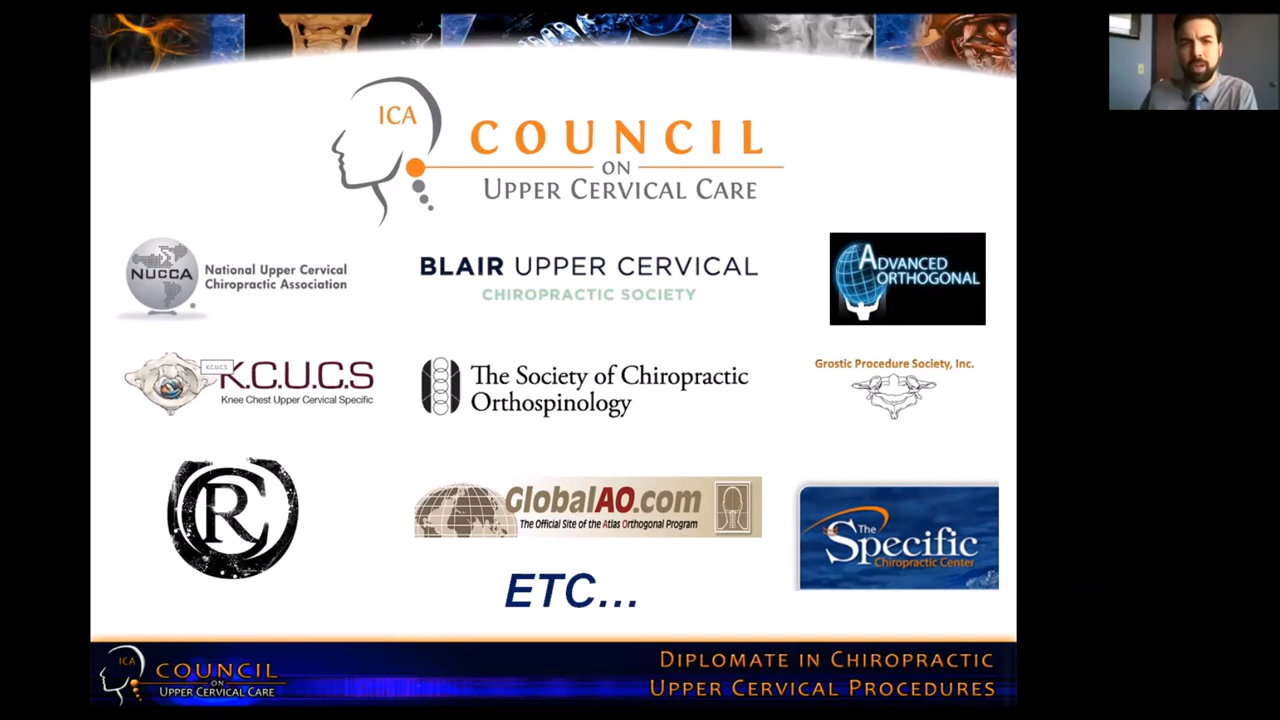 ICA
COUNCIL
ON
UPPER CERVICAL CARE
NUCCA
National Upper Cervical
Chiropractic Association
BLAIR UPPER CERVICAL
CHIROPRACTIC SOCIETY
ADVANCED
ORTHOGONAL
K.C.U.C.S
K.C.U.C.S
Knee Chest Upper Cervical Specific
The Society of Chiropractic
Orthospinology
Grostic Procedure Society, Inc.
CR
GlobalAO.com
The Official Site of the Atlas Orthogonal Program
The
Specific
Chiropractic Center
ETC...
ICA
COUNCIL
ON
UPPER CERVICAL CARE
DIPLOMATE IN CHIROPRACTIC
UPPER CERVICAL PROCEDURES